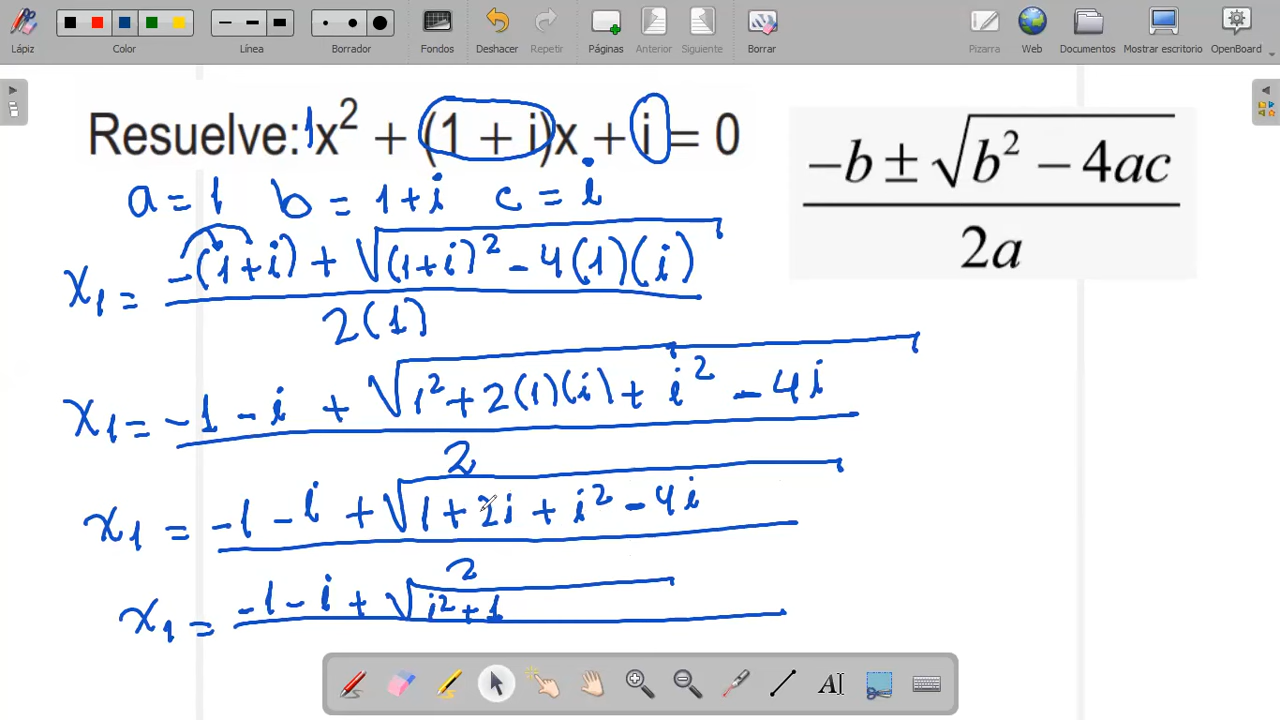 Lápiz Color Línea Borrador Fondos Deshacer Repetir Páginas Anterior Siguiente Borrar Pizarra Web Documentos Mostrar escritorio OpenBoard
Resuelve: 1x² + (1 + i)x + i = 0
a = 1 b = 1+i c = i
x₁ = (-(1+i) + √((1+i)² - 4(1)(i))) / 2(1)
x₁ = (-1 - i + √(1² + 2(1)(i) + i² - 4i)) / 2
x₁ = (-1 - i + √(1 + 2i + i² - 4i)) / 2
x₁ = -1 - i + √(i² + 1)
(-b ± √(b² - 4ac)) / 2a